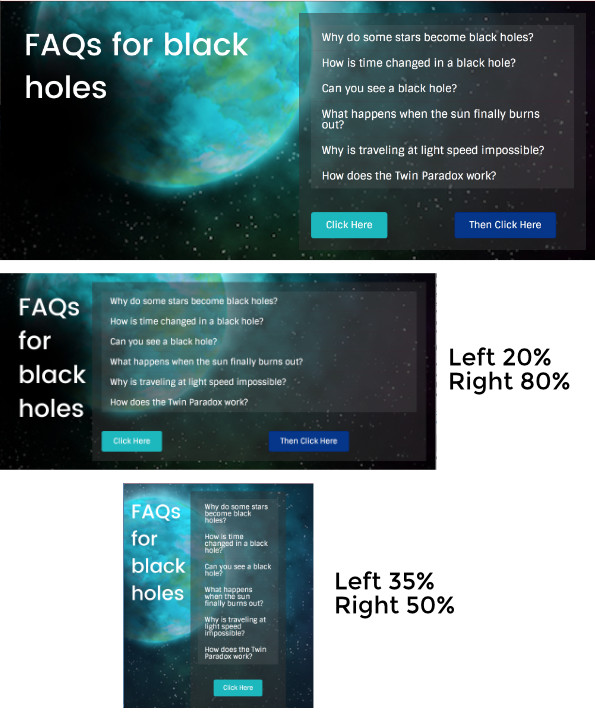 FAQs for black
holes
Why do some stars become black holes?
How is time changed in a black hole?
Can you see a black hole?
What happens when the sun finally burns
out?
Why is traveling at light speed impossible?
How does the Twin Paradox work?
Click Here
Then Click Here
FAQs
for
black
holes
Why do some stars become black holes?
How is time changed in a black hole?
Can you see a black hole?
What happens when the sun finally burns out?
Why is traveling at light speed impossible?
How does the Twin Paradox work?
Click Here
Then Click Here
Left 20%
Right 80%
FAQs
for
black
holes
Why do some stars
become black
holes?
How is time
changed in a black
hole?
Can you see a black
hole?
What happens
when the sun
finally burns out?
Why is traveling at
light speed
impossible?
How does the Twin
Paradox work?
Click Here
Left 35%
Right 50%